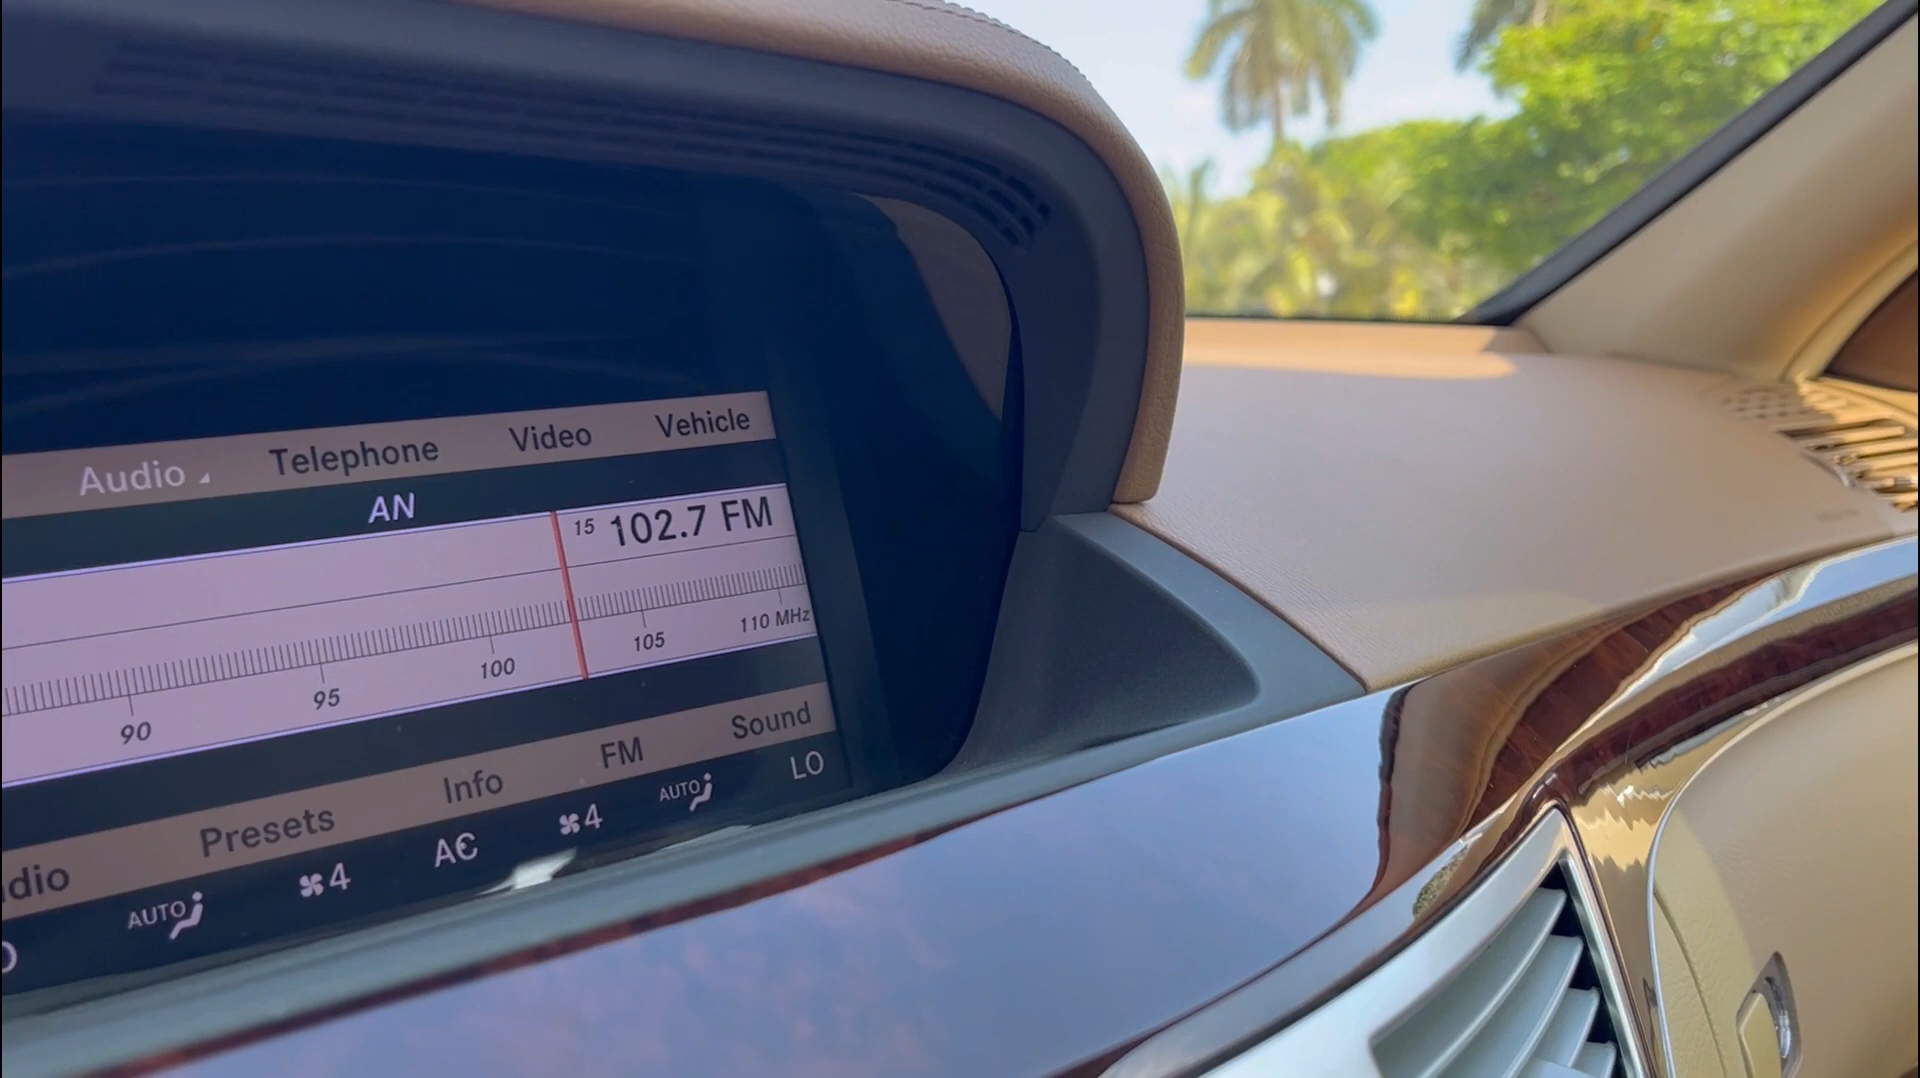 Audio Telephone Video Vehicle
AN
15 102.7 FM
90 95 100 105 110 MHz
Presets Info FM Sound
AUTO 4 AC 4 AUTO LO